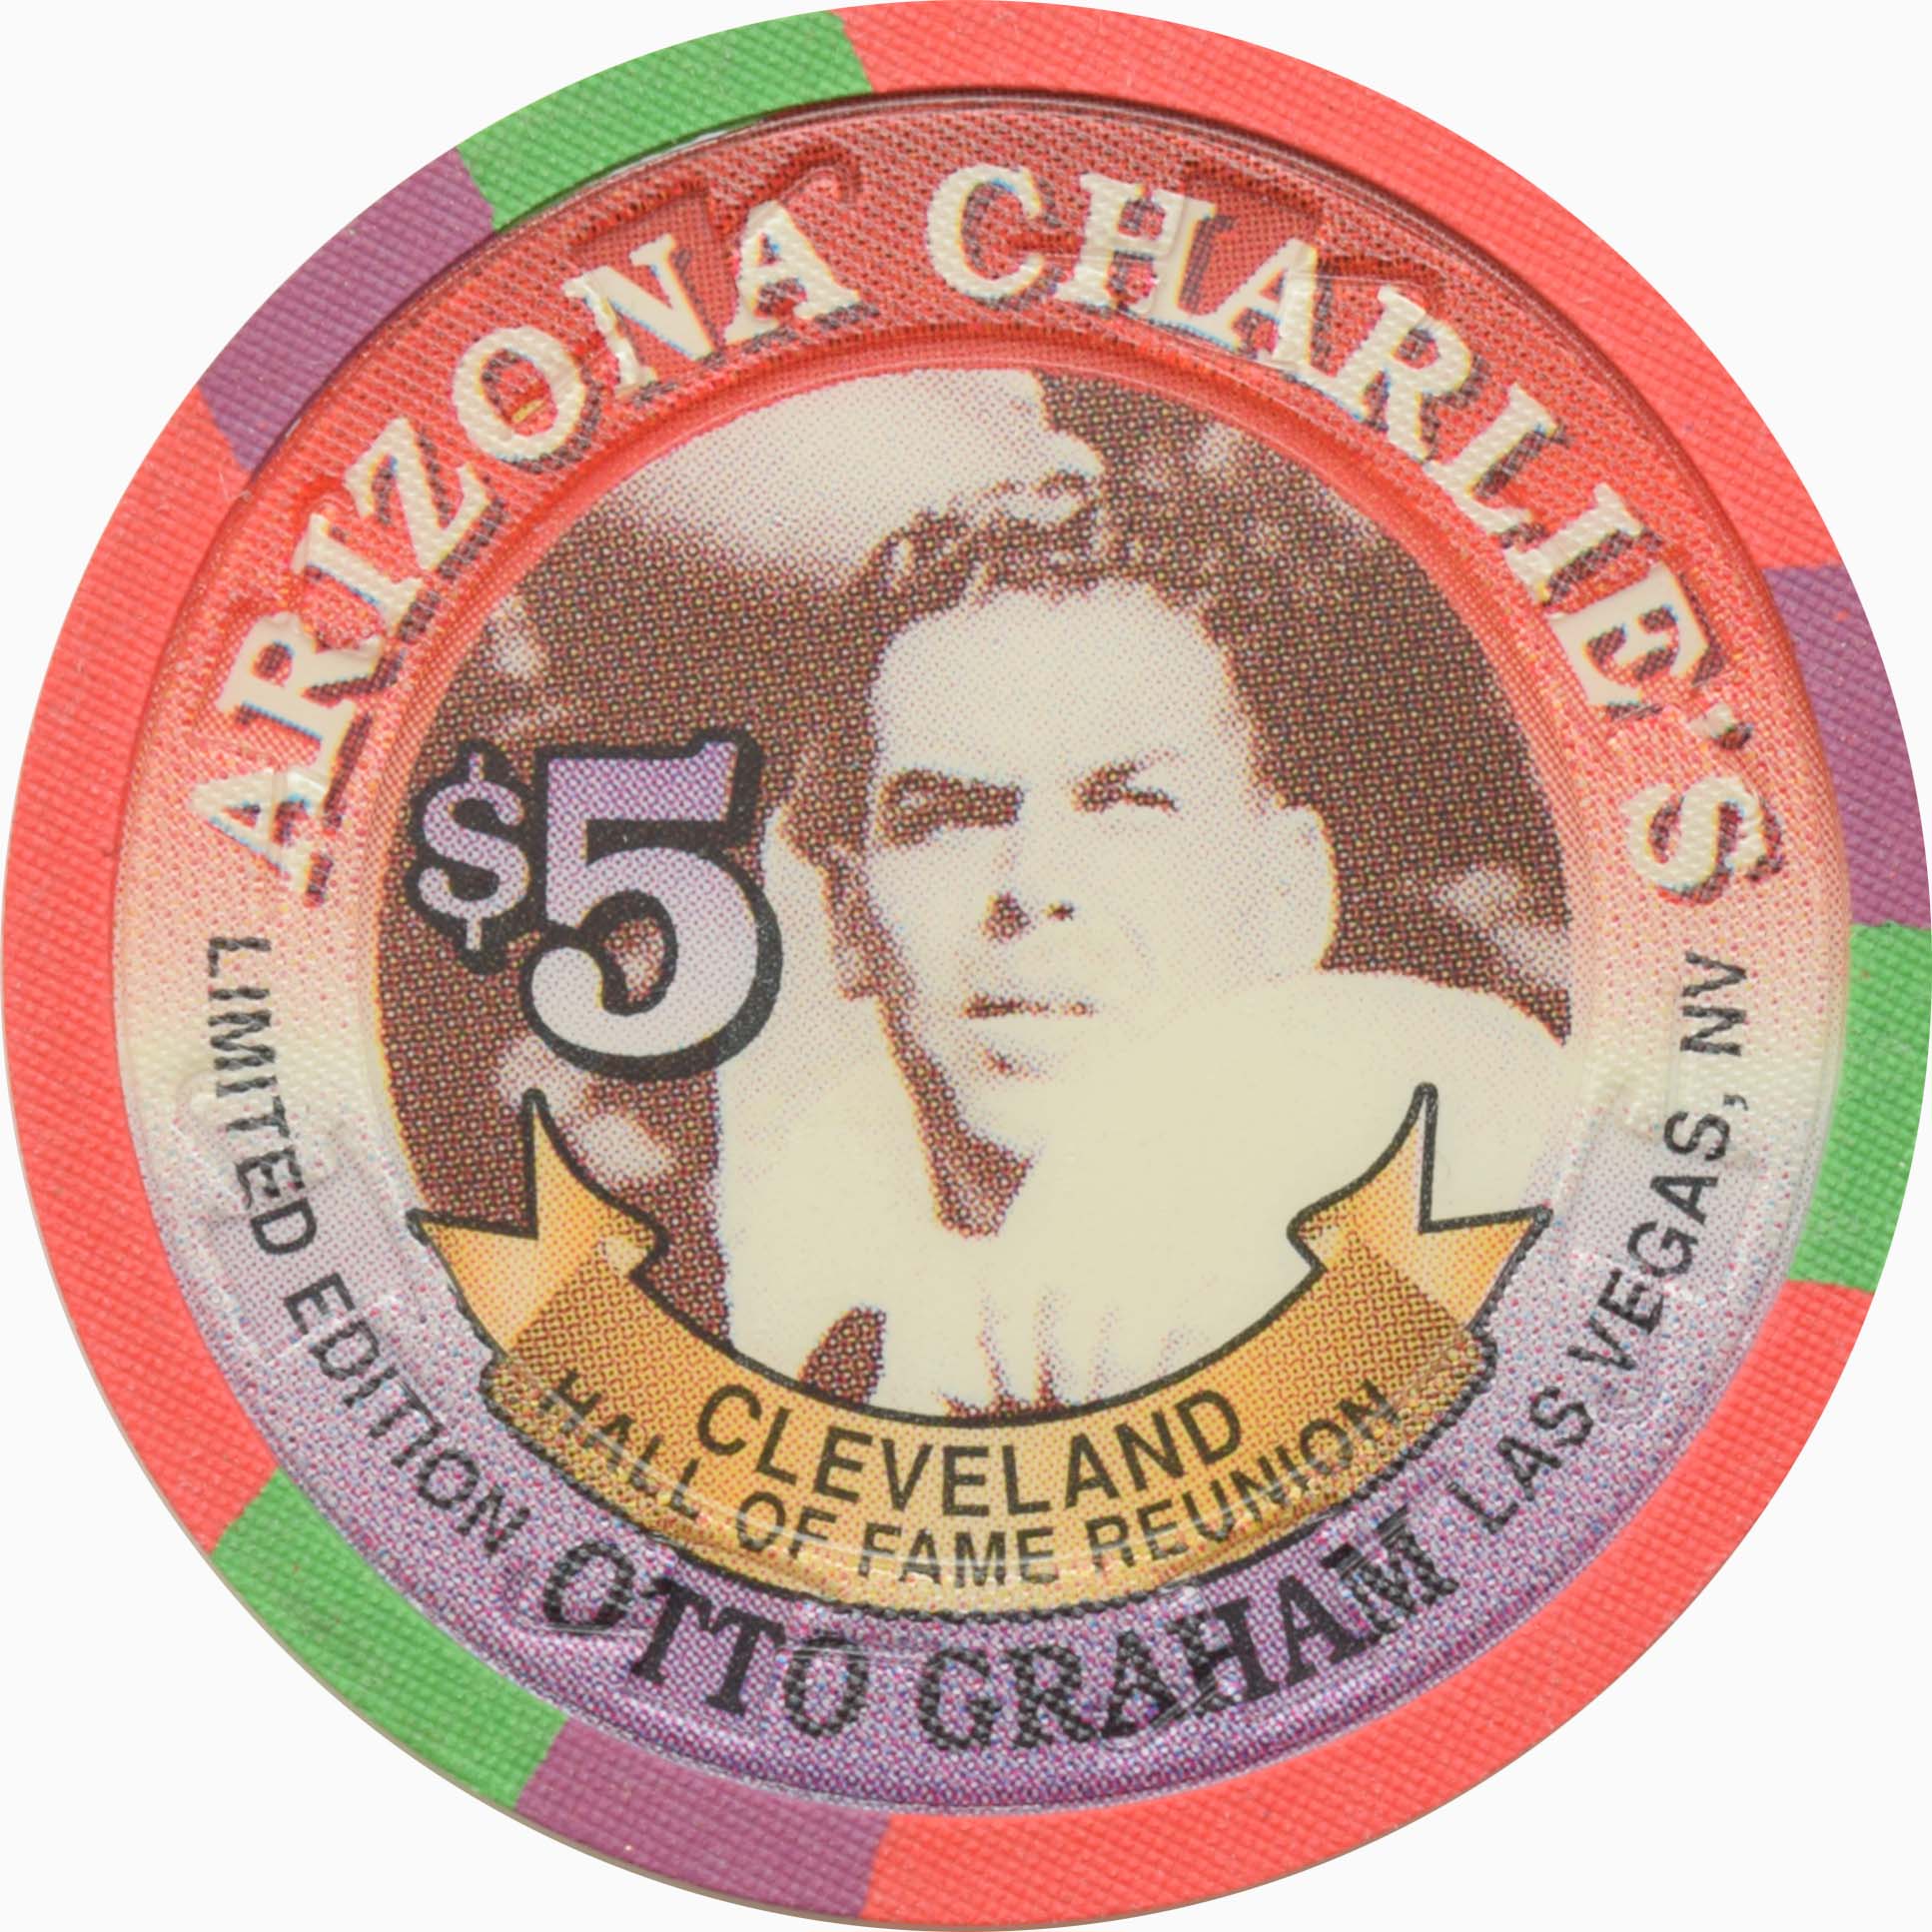 ARIZONA CHARLIE'S
$5
CLEVELAND
HALL OF FAME REUNION
LIMITED EDITION
OTTO GRAHAM
LAS VEGAS, NV